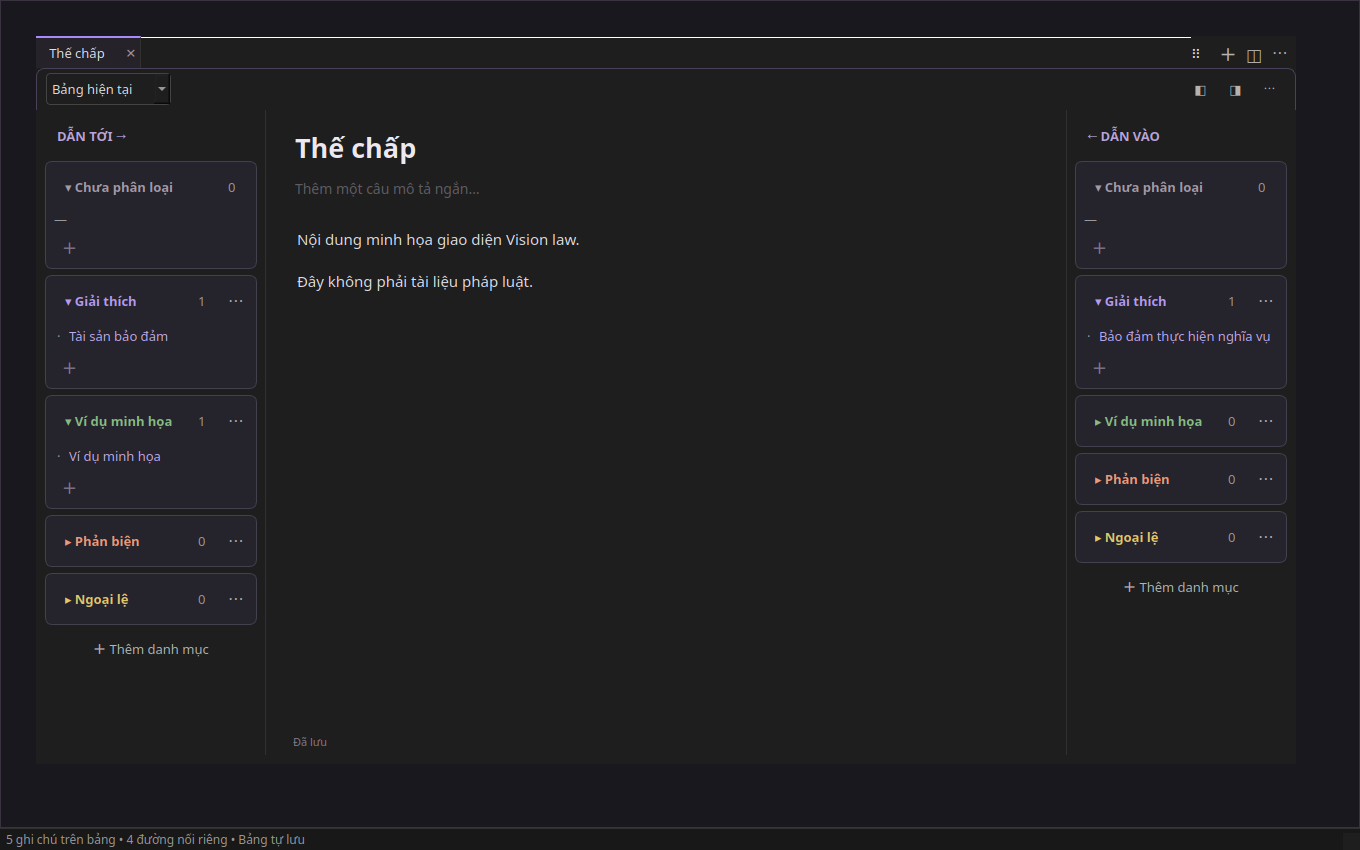 Thế chấp ×
Bảng hiện tại
DẪN TỚI →
▾ Chưa phân loại 0
—
+
▾ Giải thích 1 ⋯
· Tài sản bảo đảm
+
▾ Ví dụ minh họa 1 ⋯
· Ví dụ minh họa
+
▸ Phản biện 0 ⋯
▸ Ngoại lệ 0 ⋯
+ Thêm danh mục
Thế chấp
Thêm một câu mô tả ngắn...
Nội dung minh họa giao diện Vision law.
Đây không phải tài liệu pháp luật.
Đã lưu
← DẪN VÀO
▾ Chưa phân loại 0
—
+
▾ Giải thích 1 ⋯
· Bảo đảm thực hiện nghĩa vụ
+
▸ Ví dụ minh họa 0 ⋯
▸ Phản biện 0 ⋯
▸ Ngoại lệ 0 ⋯
+ Thêm danh mục
5 ghi chú trên bảng • 4 đường nối riêng • Bảng tự lưu